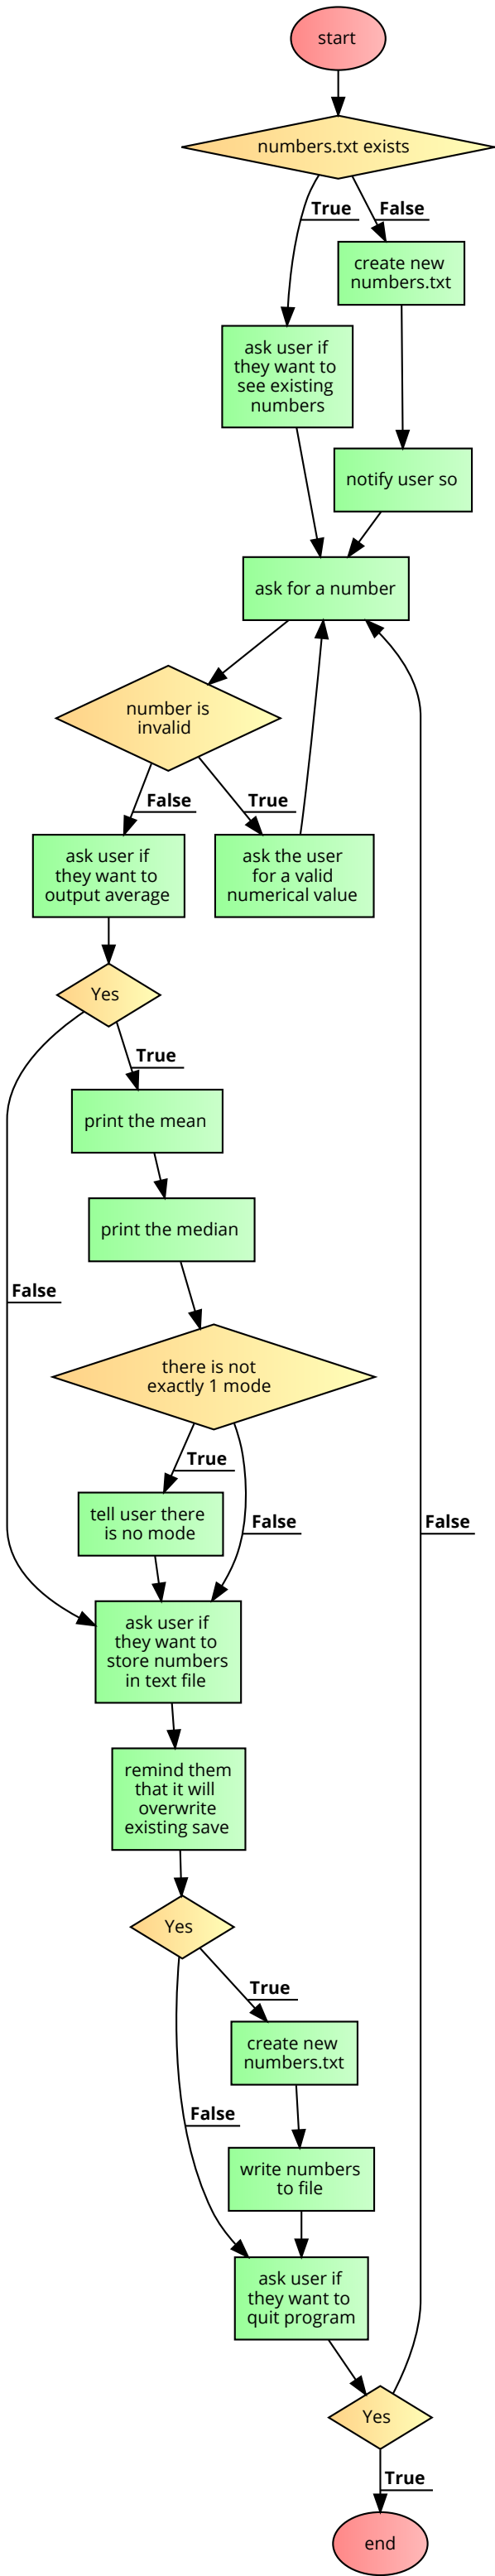 start
numbers.txt exists
True
False
create new
numbers.txt
ask user if
they want to
see existing
numbers
notify user so
ask for a number
number is
invalid
False
True
ask user if
they want to
output average
ask the user
for a valid
numerical value
Yes
True
print the mean
print the median
False
there is not
exactly 1 mode
True
tell user there
is no mode
False
False
ask user if
they want to
store numbers
in text file
remind them
that it will
overwrite
existing save
Yes
True
create new
numbers.txt
False
write numbers
to file
ask user if
they want to
quit program
Yes
True
end